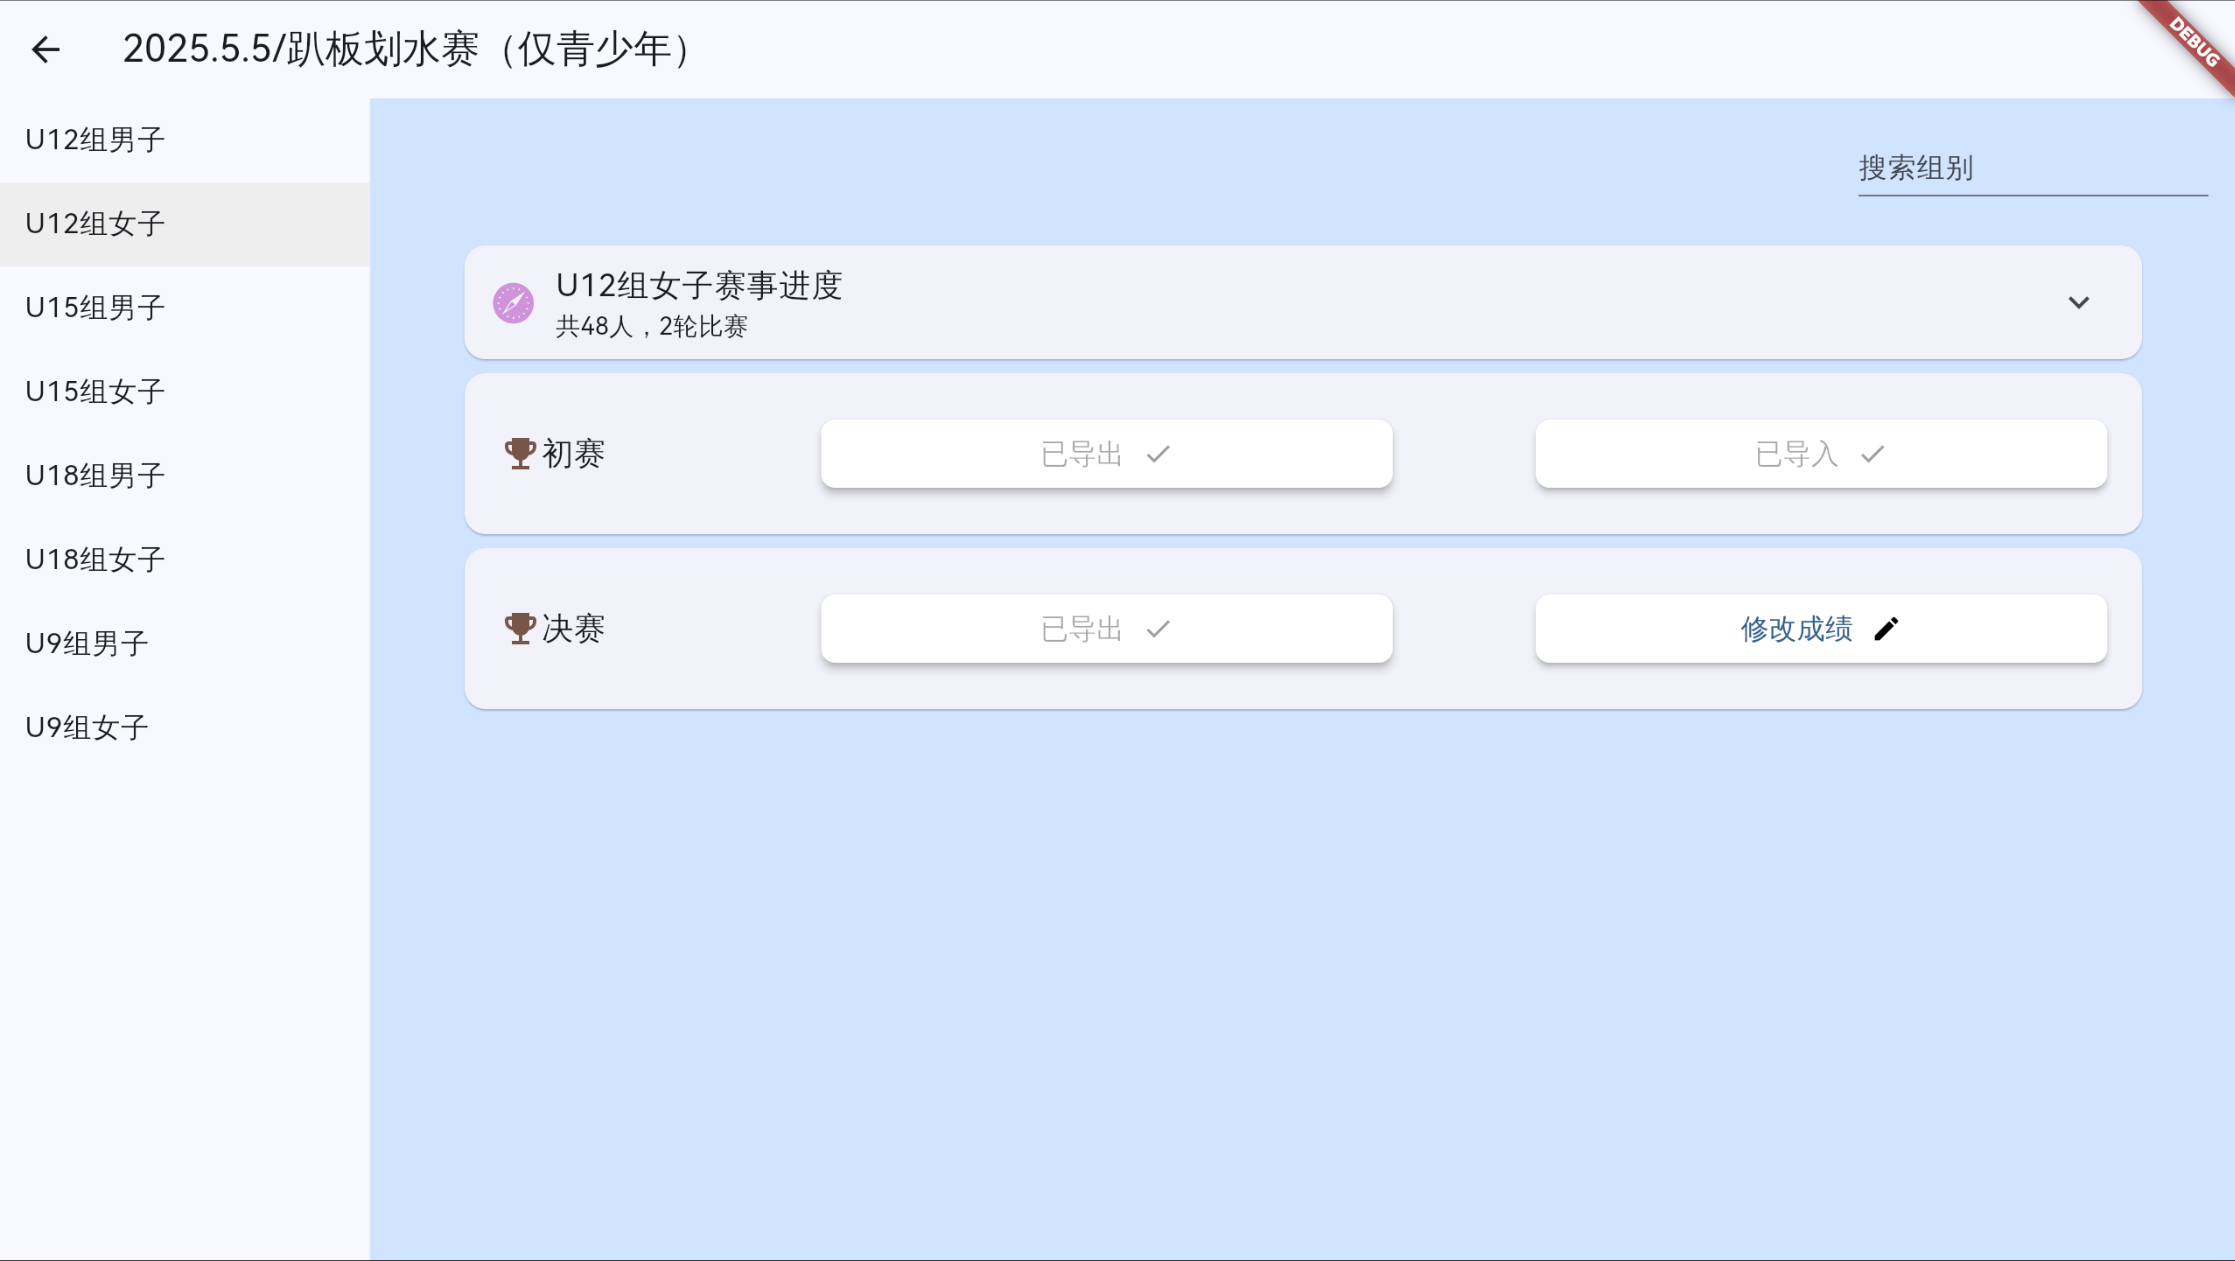 2025.5.5/趴板划水赛（仅青少年）
DEBUG
U12组男子
U12组女子
U15组男子
U15组女子
U18组男子
U18组女子
U9组男子
U9组女子
搜索组别
U12组女子赛事进度
共48人，2轮比赛
初赛 已导出 已导入
决赛 已导出 修改成绩